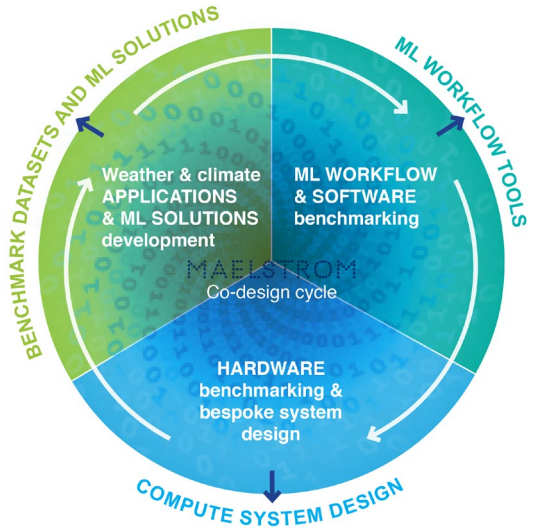 BENCHMARK DATASETS AND ML SOLUTIONS
ML WORKFLOW TOOLS
Weather & climate
APPLICATIONS
& ML SOLUTIONS
development
ML WORKFLOW
& SOFTWARE
benchmarking
MAELSTROM
Co-design cycle
HARDWARE
benchmarking &
bespoke system
design
COMPUTE SYSTEM DESIGN